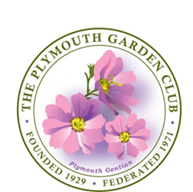 • THE PLYMOUTH GARDEN CLUB •
Plymouth Gentian
FOUNDED 1929 • FEDERATED 1971